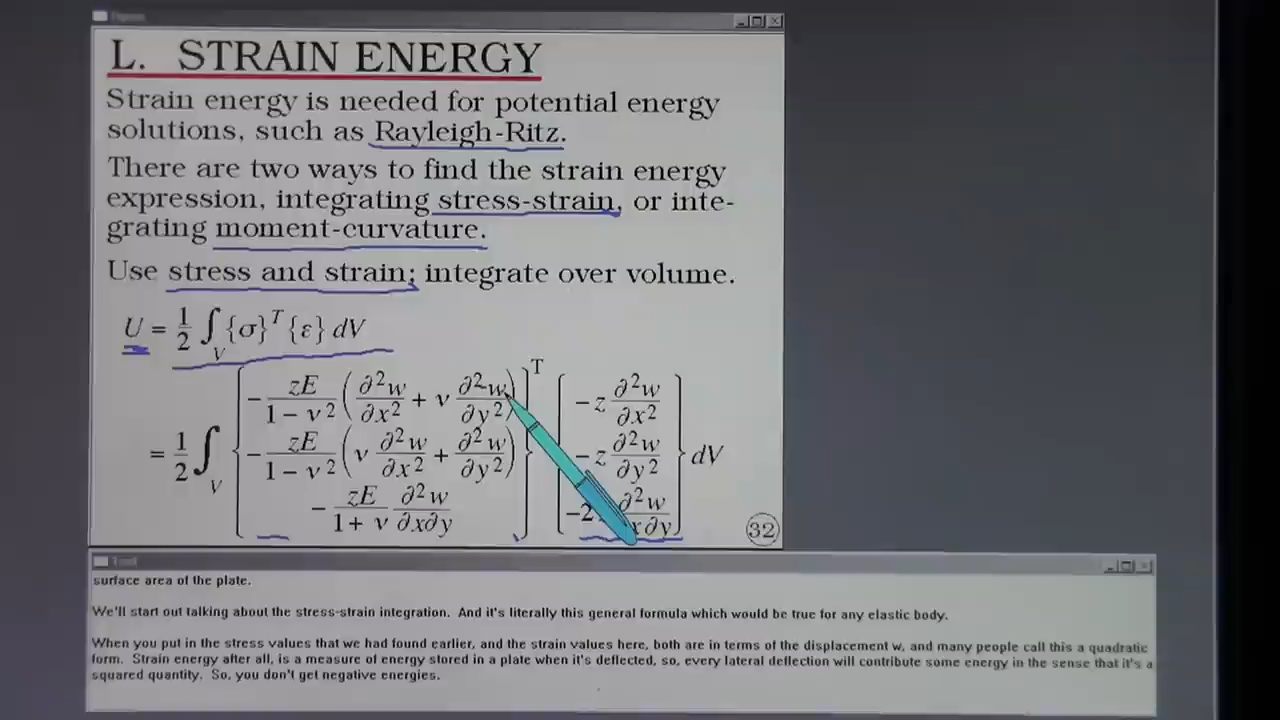 L. STRAIN ENERGY
Strain energy is needed for potential energy
solutions, such as Rayleigh-Ritz.
There are two ways to find the strain energy
expression, integrating stress-strain, or inte-
grating moment-curvature.
Use stress and strain; integrate over volume.
U = 1/2 ∫_V {σ}^T {ε} dV
= 1/2 ∫_V { -zE/(1 - ν²) (∂²w/∂x² + ν ∂²w/∂y²)
-zE/(1 - ν²) (ν ∂²w/∂x² + ∂²w/∂y²)
-zE/(1 + ν) ∂²w/∂x∂y }^T { -z ∂²w/∂x²
-z ∂²w/∂y²
-2 ∂²w/x∂y } dV
32
surface area of the plate.
We'll start out talking about the stress-strain integration. And it's literally this general formula which would be true for any elastic body.
When you put in the stress values that we had found earlier, and the strain values here, both are in terms of the displacement w, and many people call this a quadratic
form. Strain energy after all, is a measure of energy stored in a plate when it's deflected, so, every lateral deflection will contribute some energy in the sense that it's a
squared quantity. So, you don't get negative energies.